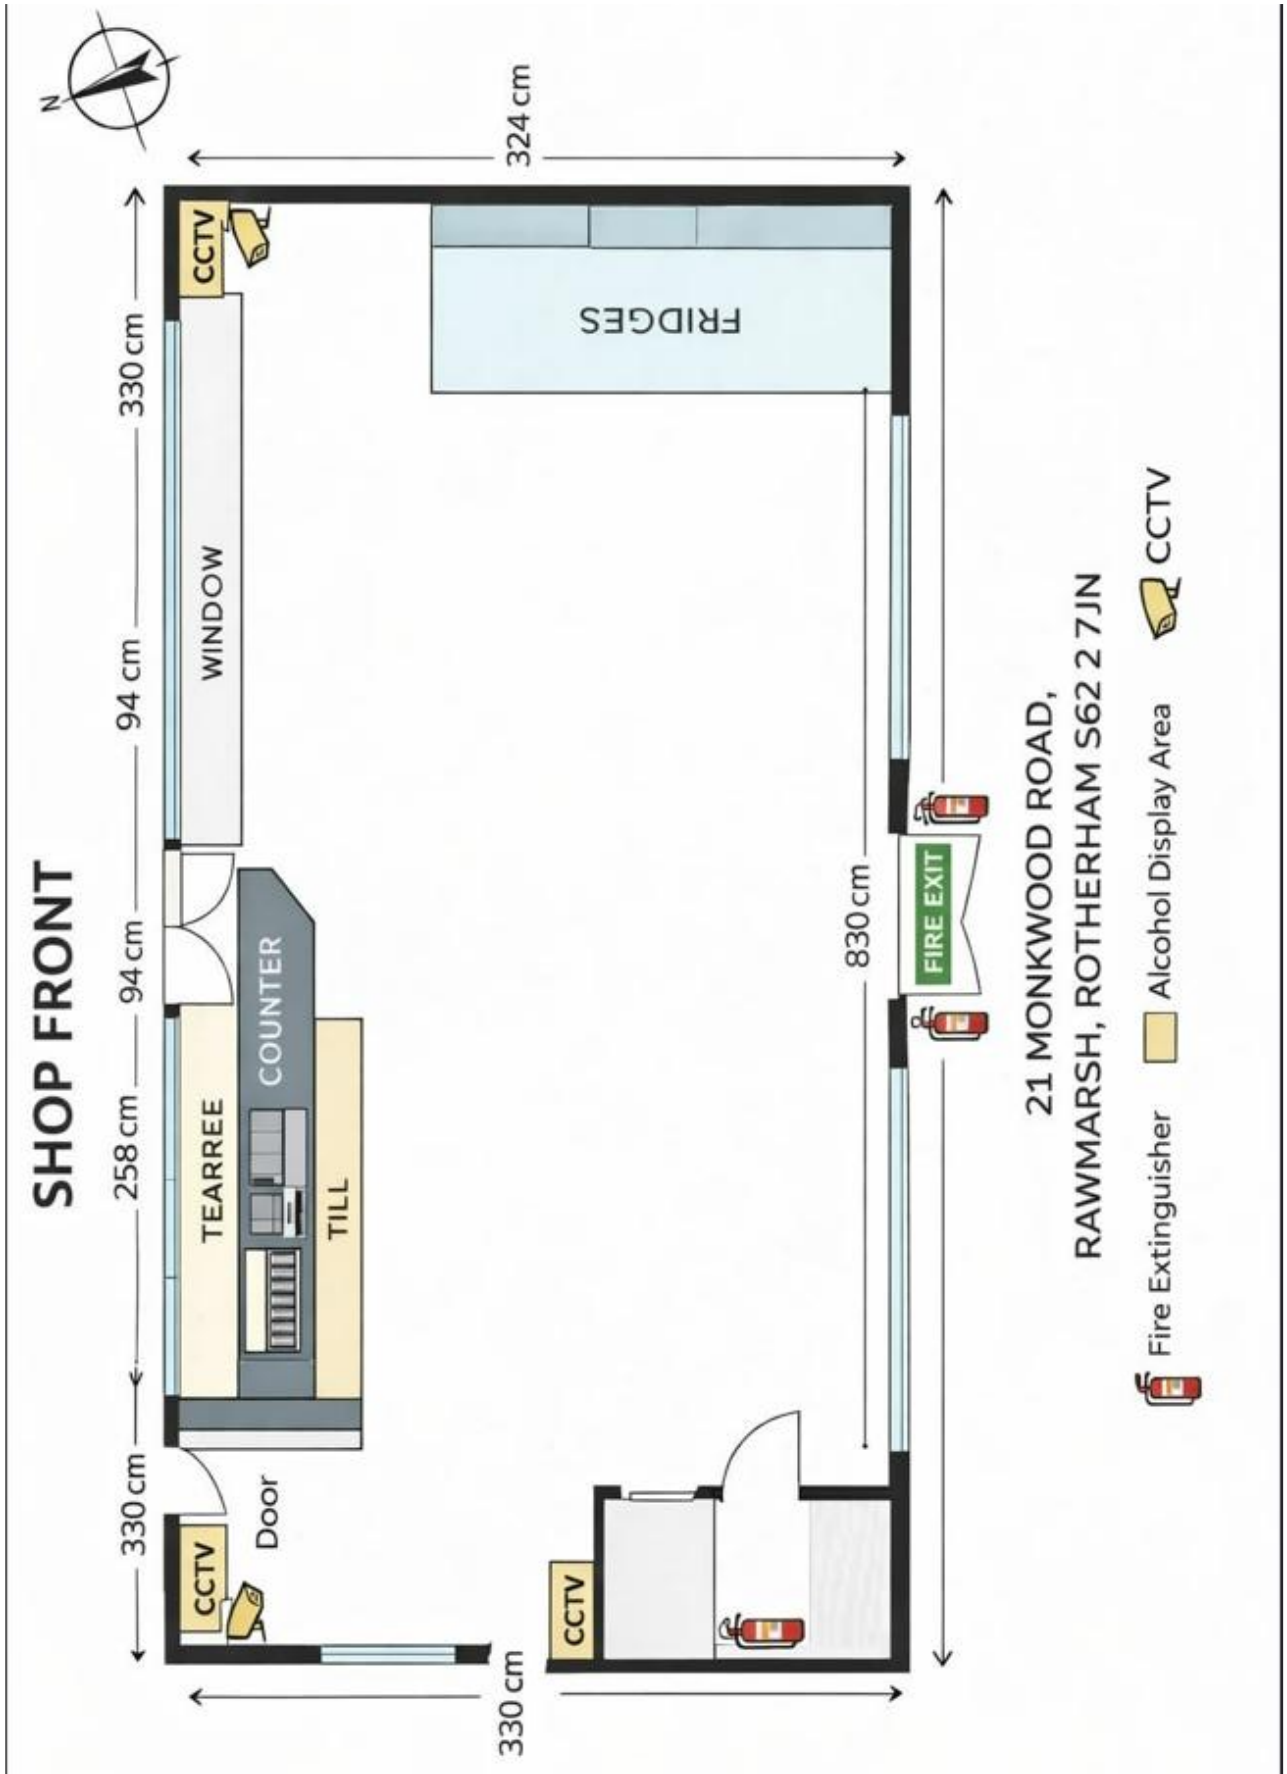 SHOP FRONT
330 cm
258 cm
94 cm
94 cm
330 cm
N
CCTV
Door
TEARREE
COUNTER
TILL
WINDOW
CCTV
330 cm
324 cm
CCTV
FRIDGES
830 cm
FIRE EXIT
21 MONKWOOD ROAD,
RAWMARSH, ROTHERHAM S62 2 7JN
Fire Extinguisher
Alcohol Display Area
CCTV